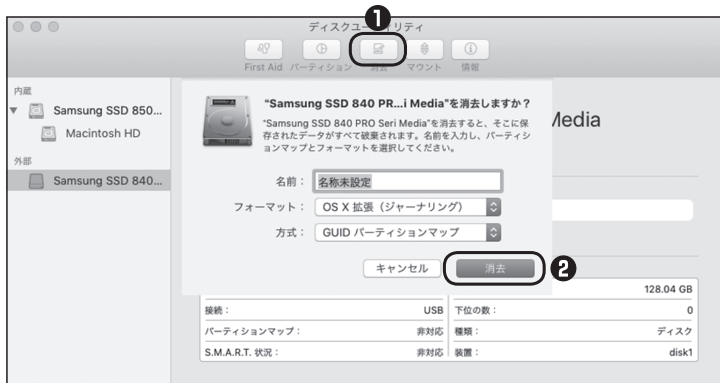 ❶
ディスクユーティリティ
First Aid パーティション 消去 マウント 情報
内蔵
Samsung SSD 850...
Macintosh HD
外部
Samsung SSD 840...
"Samsung SSD 840 PR...i Media"を消去しますか？
"Samsung SSD 840 PRO Seri Media"を消去すると、そこに保
存されたデータがすべて破棄されます。名前を入力し、パーティシ
ョンマップとフォーマットを選択してください。
Media
名前： 名称未設定
フォーマット： OS X 拡張（ジャーナリング）
方式： GUID パーティションマップ
キャンセル 消去 ❷
128.04 GB
接続： USB 下位の数： 0
パーティションマップ： 非対応 種類： ディスク
S.M.A.R.T. 状況： 非対応 装置： disk1